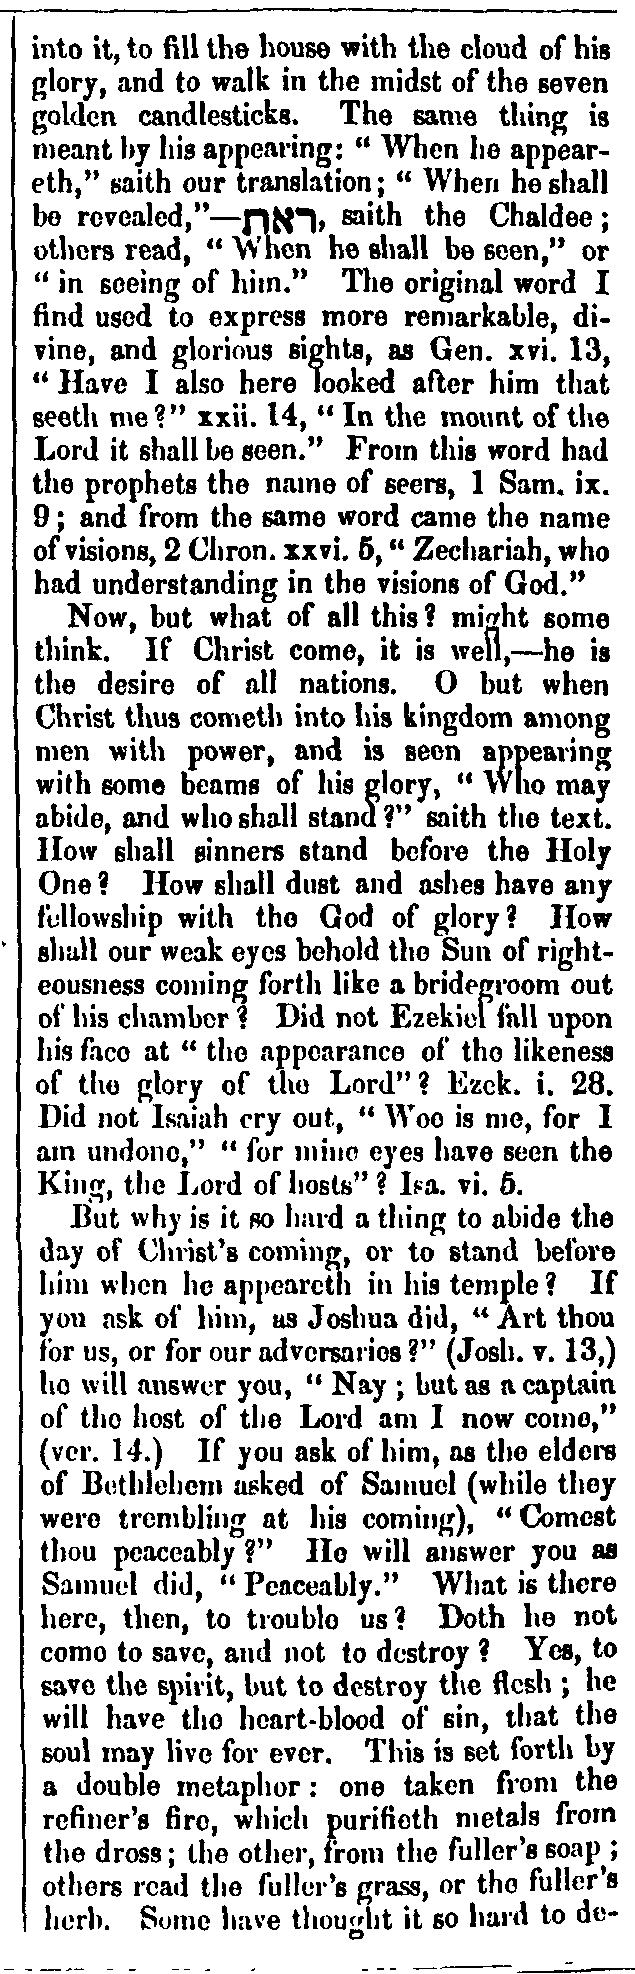 into it, to fill the house with the cloud of his
glory, and to walk in the midst of the seven
golden candlesticks. The same thing is
meant by his appearing: “ When he appear-
eth,” saith our translation; “ When he shall
be revealed,”—ראת, saith the Chaldee;
others read, “ When he shall be seen,” or
“ in seeing of him.” The original word I
find used to express more remarkable, di-
vine, and glorious sights, as Gen. xvi. 13,
“ Have I also here looked after him that
seeth me?” xxii. 14, “ In the mount of the
Lord it shall be seen.” From this word had
the prophets the name of seers, 1 Sam. ix.
9; and from the same word came the name
of visions, 2 Chron. xxvi. 5, “ Zechariah, who
had understanding in the visions of God.”
Now, but what of all this? might some
think. If Christ come, it is well,—he is
the desire of all nations. O but when
Christ thus cometh into his kingdom among
men with power, and is seen appearing
with some beams of his glory, “ Who may
abide, and who shall stand?” saith the text.
How shall sinners stand before the Holy
One? How shall dust and ashes have any
fellowship with the God of glory? How
shall our weak eyes behold the Sun of right-
eousness coming forth like a bridegroom out
of his chamber? Did not Ezekiel fall upon
his face at “ the appearance of the likeness
of the glory of the Lord”? Ezek. i. 28.
Did not Isaiah cry out, “ Woe is me, for I
am undone,” “ for mine eyes have seen the
King, the Lord of hosts”? Isa. vi. 5.
But why is it so hard a thing to abide the
day of Christ's coming, or to stand before
him when he appeareth in his temple? If
you ask of him, as Joshua did, “ Art thou
for us, or for our adversaries?” (Josh. v. 13,)
he will answer you, “ Nay; but as a captain
of the host of the Lord am I now come,”
(ver. 14.) If you ask of him, as the elders
of Bethlehem asked of Samuel (while they
were trembling at his coming), “ Comest
thou peaceably?” He will answer you as
Samuel did, “ Peaceably.” What is there
here, then, to trouble us? Doth he not
come to save, and not to destroy? Yes, to
save the spirit, but to destroy the flesh; he
will have the heart-blood of sin, that the
soul may live for ever. This is set forth by
a double metaphor: one taken from the
refiner's fire, which purifieth metals from
the dross; the other, from the fuller's soap;
others read the fuller's grass, or the fuller's
herb. Some have thought it so hard to de-